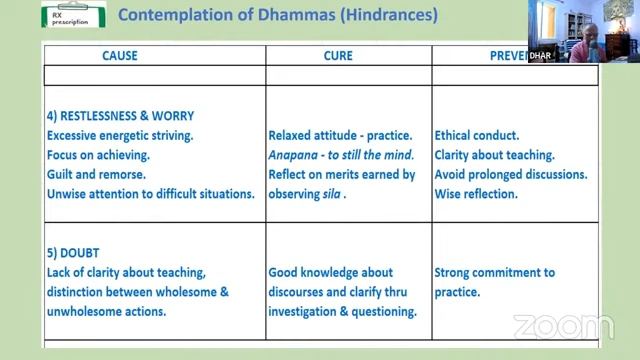 RX
prescription
Contemplation of Dhammas (Hindrances)
CAUSE
CURE
PREVEN
DHAR
4) RESTLESSNESS & WORRY
Excessive energetic striving.
Focus on achieving.
Guilt and remorse.
Unwise attention to difficult situations.
Relaxed attitude - practice.
Anapana - to still the mind.
Reflect on merits earned by
observing sila .
Ethical conduct.
Clarity about teaching.
Avoid prolonged discussions.
Wise reflection.
5) DOUBT
Lack of clarity about teaching,
distinction between wholesome &
unwholesome actions.
Good knowledge about
discourses and clarify thru
investigation & questioning.
Strong commitment to
practice.
zoom